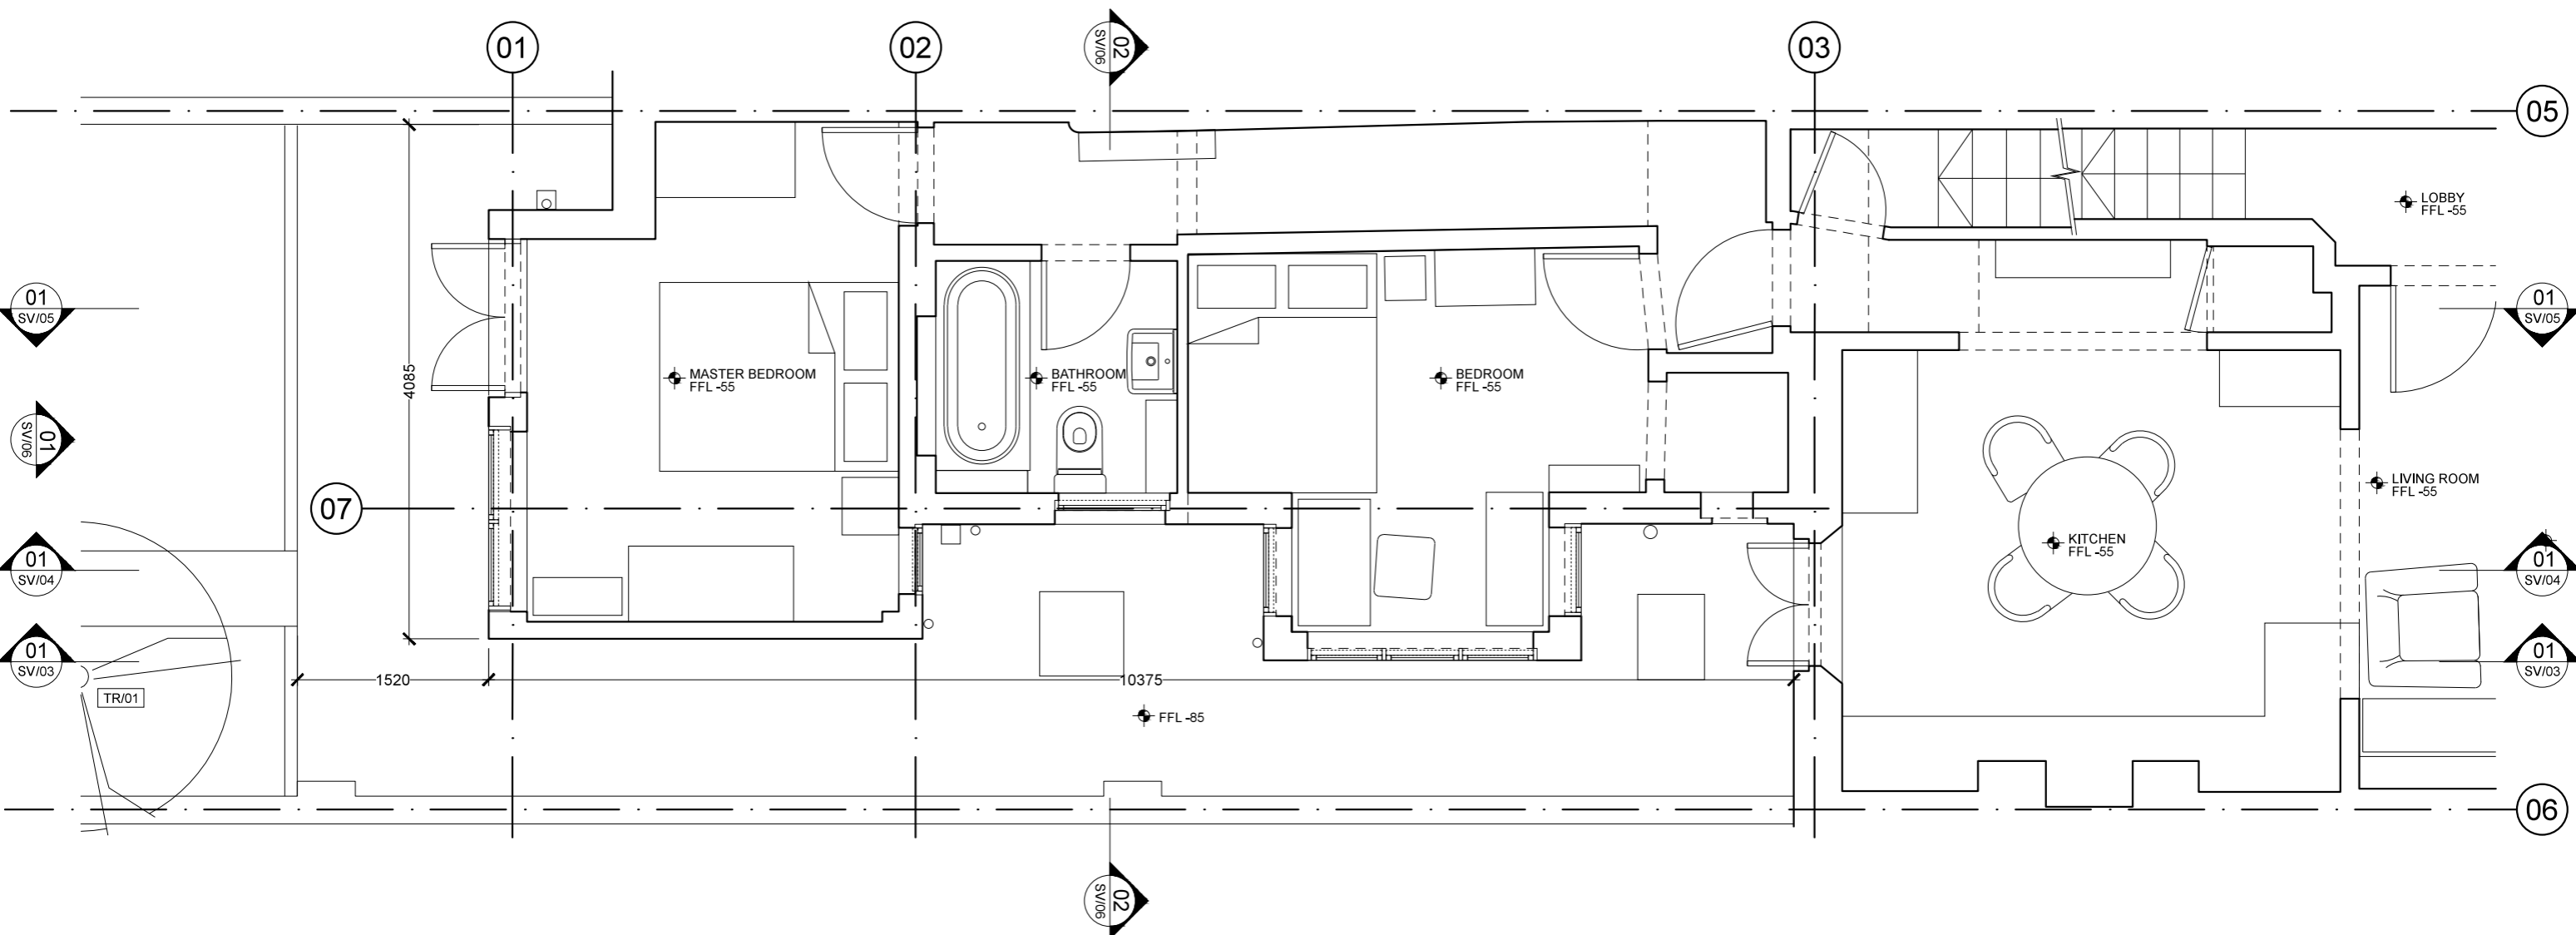 01
02
02
SV/06
03
05
LOBBY
FFL -55
01
SV/05
01
SV/05
4085
MASTER BEDROOM
FFL -55
BATHROOM
FFL -55
BEDROOM
FFL -55
01
SV/06
LIVING ROOM
FFL -55
07
KITCHEN
FFL -55
01
SV/04
01
SV/04
01
SV/03
01
SV/03
1520
10375
TR/01
FFL -85
06
02
SV/06